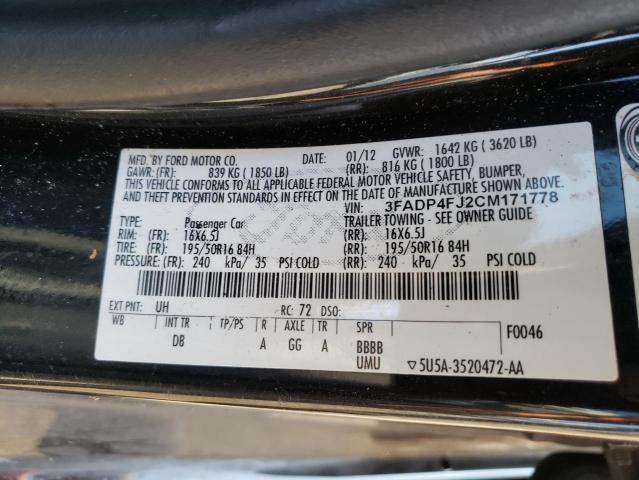 MFD. BY FORD MOTOR CO. DATE: 01/12 GVWR: 1642 KG ( 3620 LB)
GAWR: (FR): 839 KG ( 1850 LB) (RR): 816 KG ( 1800 LB)
THIS VEHICLE CONFORMS TO ALL APPLICABLE FEDERAL MOTOR VEHICLE SAFETY, BUMPER,
AND THEFT PREVENTION STANDARDS IN EFFECT ON THE DATE OF MANUFACTURE SHOWN ABOVE.
VIN: 3FADP4FJ2CM171778
TYPE: Passenger Car TRAILER TOWING - SEE OWNER GUIDE
RIM: (FR): 16X6.5J (RR): 16X6.5J
TIRE: (FR): 195/50R16 84H (RR): 195/50R16 84H
PRESSURE: (FR): 240 kPa/ 35 PSI COLD (RR): 240 kPa/ 35 PSI COLD
EXT PNT: UH RC: 72 DSO:
WB INT TR TP/PS R AXLE TR SPR F0046
DB A GG A BBBB
UMU ▽5U5A-3520472-AA